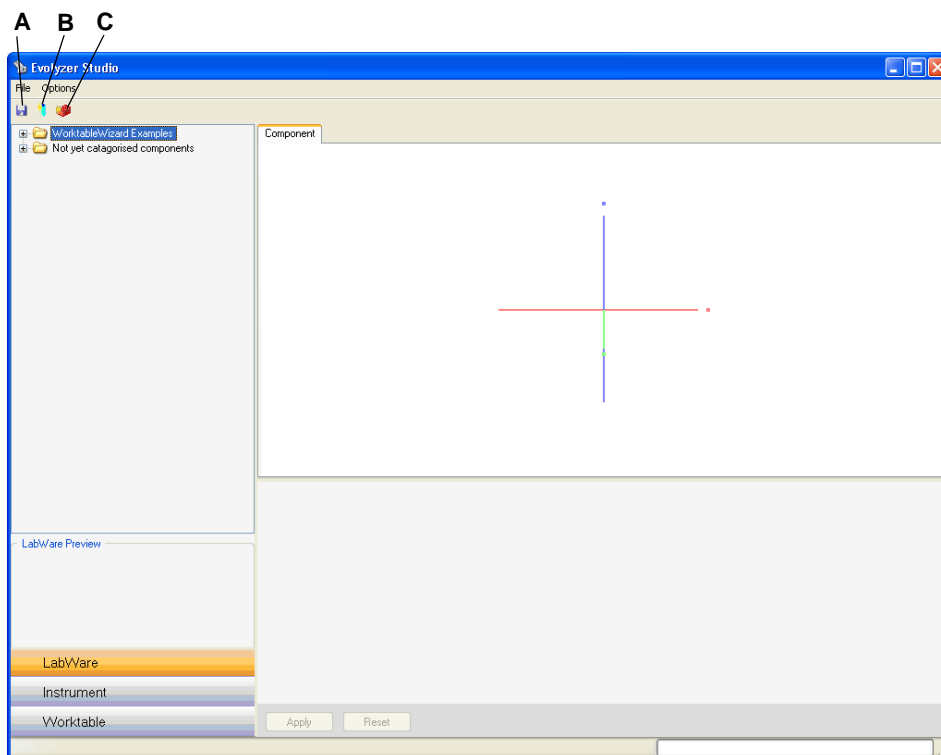 A B C
Evolyzer Studio
File Options
WorktableWizard Examples
Not yet catagorised components
Component
LabWare Preview
LabWare
Instrument
Worktable
Apply Reset